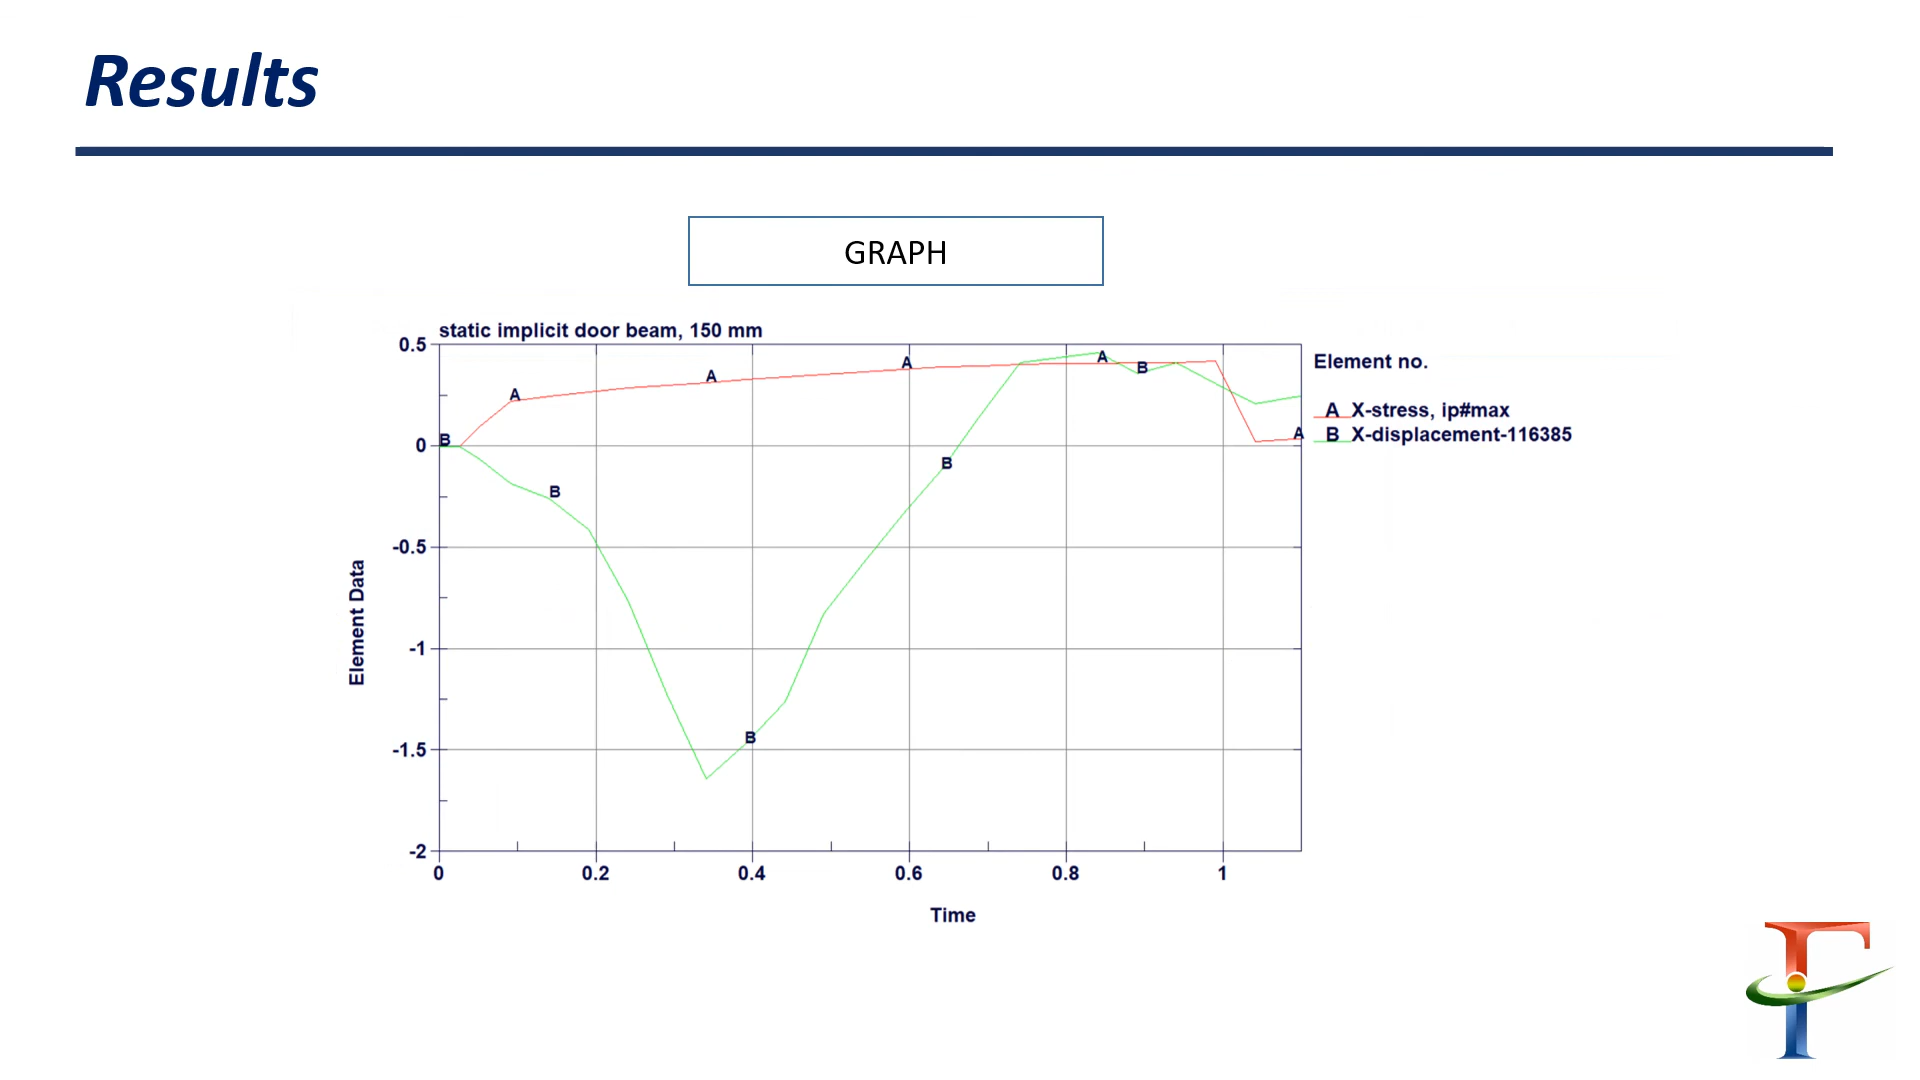 Results
GRAPH
static implicit door beam, 150 mm
0.5
0
-0.5
-1
-1.5
-2
Element Data
0 0.2 0.4 0.6 0.8 1
Time
A A A A A
B B B B B
Element no.
A X-stress, ip#max
B X-displacement-116385